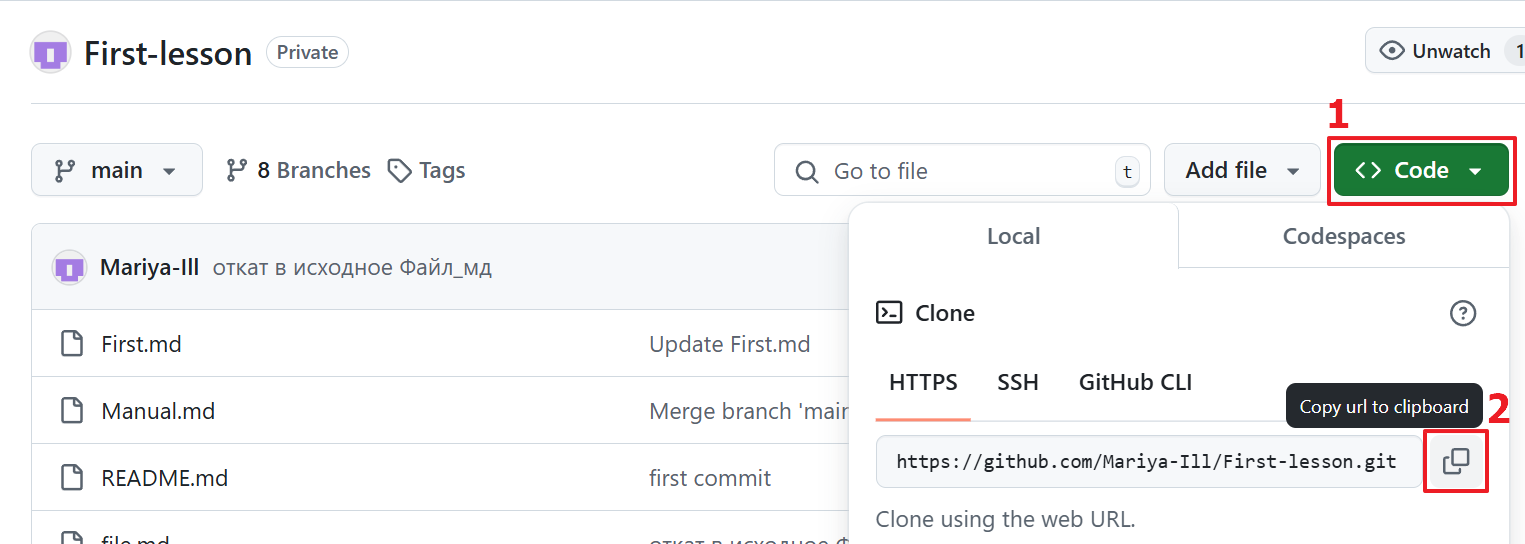 First-lesson Private
Unwatch 1
1
main 8 Branches Tags Go to file t Add file Code
Local Codespaces
Mariya-Ill откат в исходное Файл_мд
Clone
First.md Update First.md
HTTPS SSH GitHub CLI
Copy url to clipboard 2
Manual.md Merge branch 'main
https://github.com/Mariya-Ill/First-lesson.git
README.md first commit
Clone using the web URL.
file.md откат в исходное